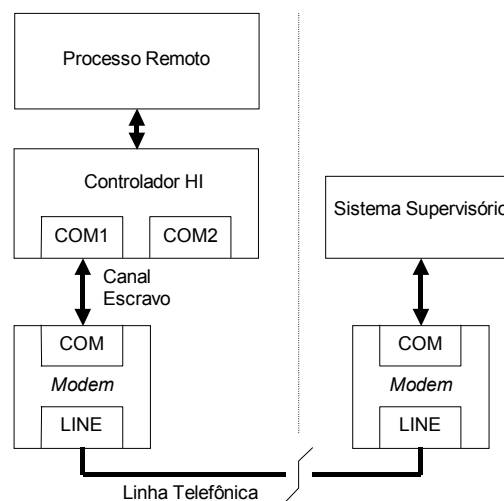 Processo Remoto
Controlador HI
COM1
COM2
Sistema Supervisório
Canal
Escravo
COM
Modem
LINE
COM
Modem
LINE
Linha Telefônica